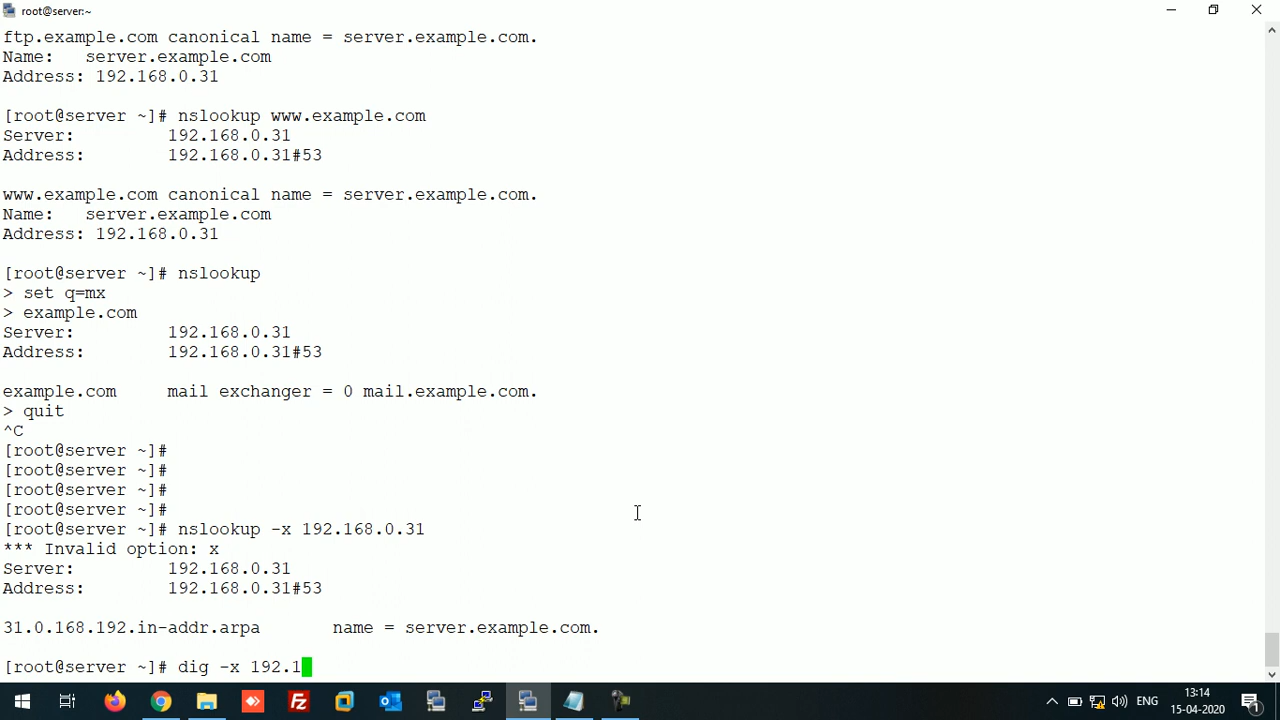 root@server:~
ftp.example.com canonical name = server.example.com.
Name:   server.example.com
Address: 192.168.0.31
[root@server ~]# nslookup www.example.com
Server:         192.168.0.31
Address:        192.168.0.31#53
www.example.com canonical name = server.example.com.
Name:   server.example.com
Address: 192.168.0.31
[root@server ~]# nslookup
> set q=mx
> example.com
Server:         192.168.0.31
Address:        192.168.0.31#53
example.com     mail exchanger = 0 mail.example.com.
> quit
^C
[root@server ~]#
[root@server ~]#
[root@server ~]#
[root@server ~]#
[root@server ~]# nslookup -x 192.168.0.31
*** Invalid option: x
Server:         192.168.0.31
Address:        192.168.0.31#53
31.0.168.192.in-addr.arpa       name = server.example.com.
[root@server ~]# dig -x 192.1
ENG
13:14
15-04-2020
1